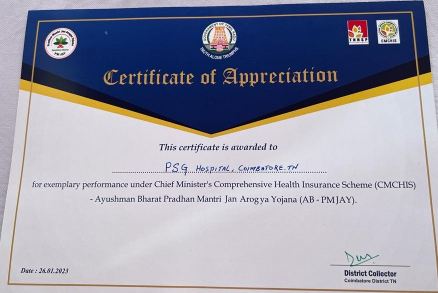 TNHSP
CMCHIS
Certificate of Appreciation
This certificate is awarded to
PSG HOSPITAL, COIMBATORE. TN
for exemplary performance under Chief Minister's Comprehensive Health Insurance Scheme (CMCHIS)
- Ayushman Bharat Pradhan Mantri Jan Arogya Yojana (AB - PMJAY).
Date : 26.01.2023
District Collector
Coimbatore District TN